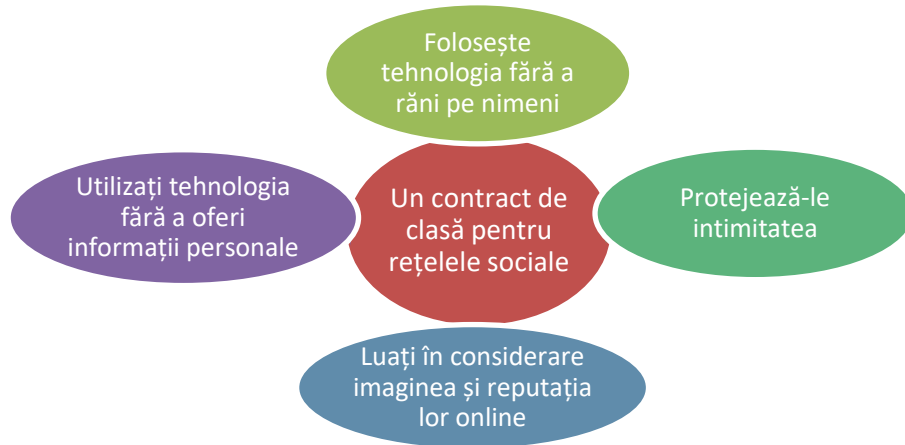 Folosește
tehnologia fără a
răni pe nimeni
Utilizați tehnologia
fără a oferi
informații personale
Un contract de
clasă pentru
rețelele sociale
Protejează-le
intimitatea
Luați în considerare
imaginea și reputația
lor online